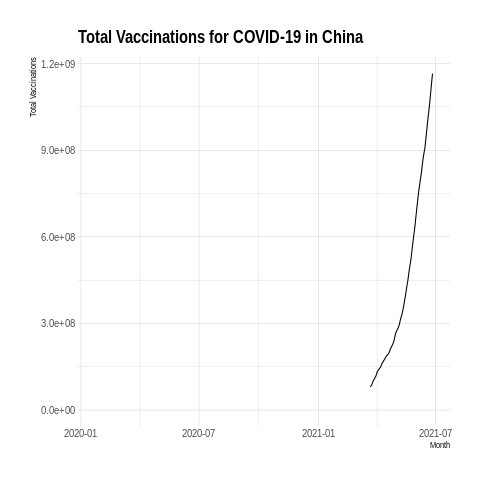 Total Vaccinations for COVID-19 in China
Total Vaccinations
1.2e+09
9.0e+08
6.0e+08
3.0e+08
0.0e+00
2020-01 2020-07 2021-01 2021-07
Month